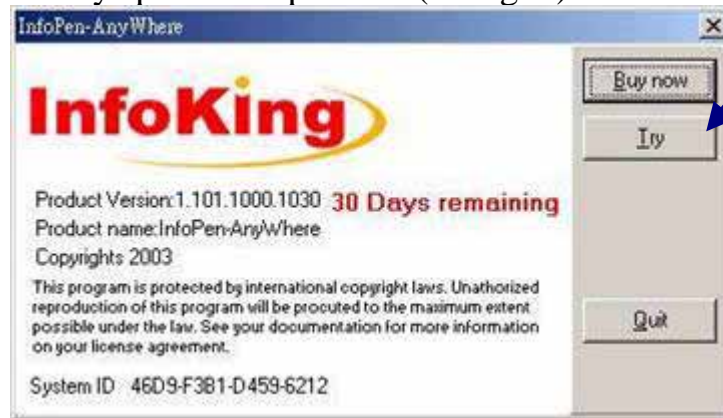 InfoPen-AnyWhere
InfoKing
Buy now
Try
Product Version:1.101.1000.1030 30 Days remaining
Product name:InfoPen-AnyWhere
Copyrights 2003
This program is protected by international copyright laws. Unathorized
reproduction of this program will be procuted to the maximum extent
possible under the law. See your documentation for more information
on your license agreement.
Quit
System ID 46D9-F3B1-D459-6212